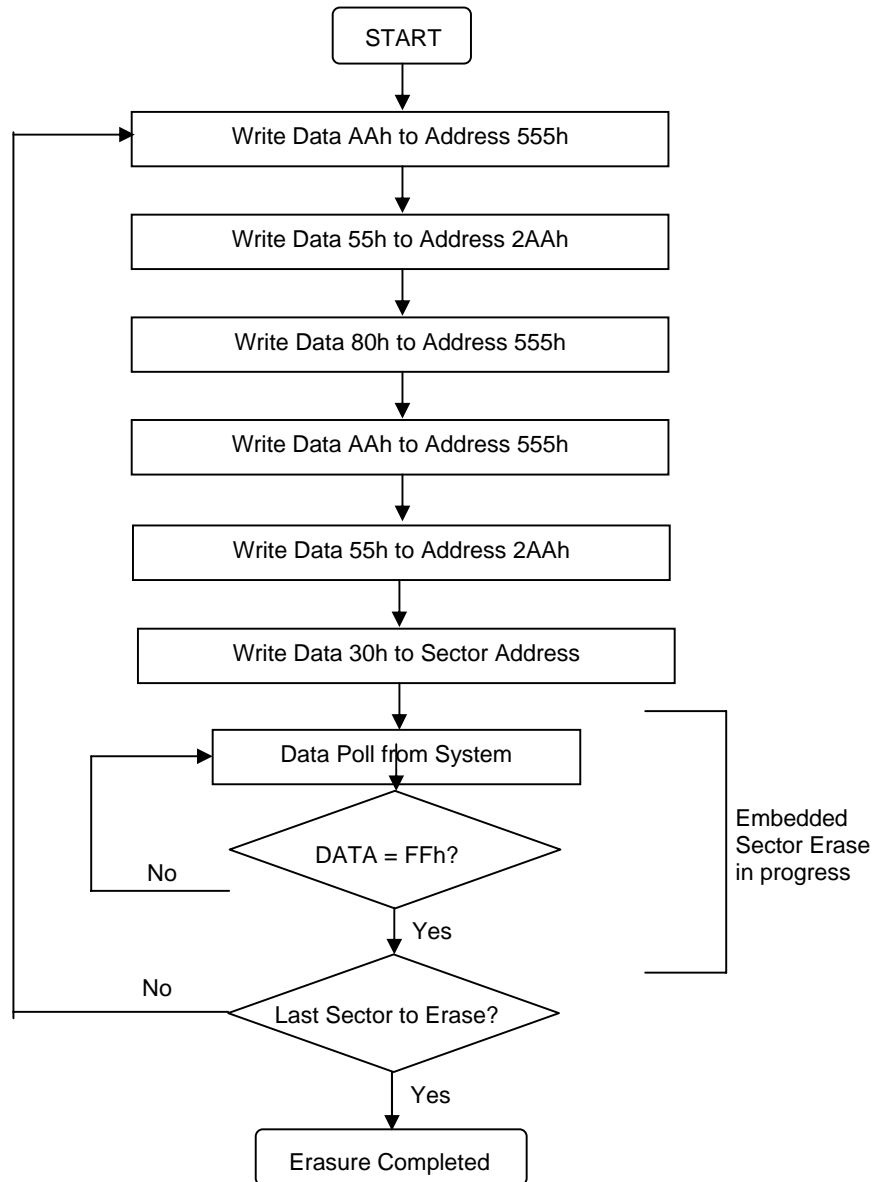 START
Write Data AAh to Address 555h
Write Data 55h to Address 2AAh
Write Data 80h to Address 555h
Write Data AAh to Address 555h
Write Data 55h to Address 2AAh
Write Data 30h to Sector Address
Data Poll from System
DATA = FFh?
No
Yes
Embedded
Sector Erase
in progress
Last Sector to Erase?
No
Yes
Erasure Completed